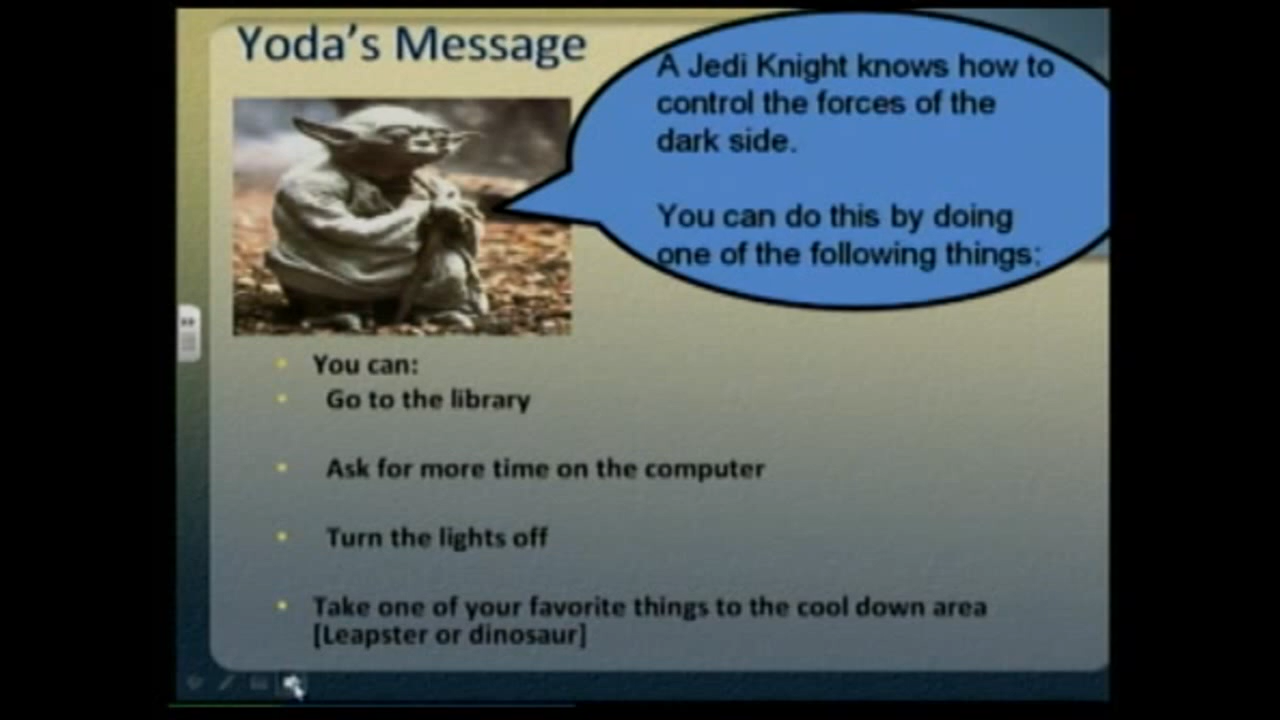 Yoda's Message
A Jedi Knight knows how to
control the forces of the
dark side.
You can do this by doing
one of the following things:
You can:
Go to the library
Ask for more time on the computer
Turn the lights off
Take one of your favorite things to the cool down area
[Leapster or dinosaur]